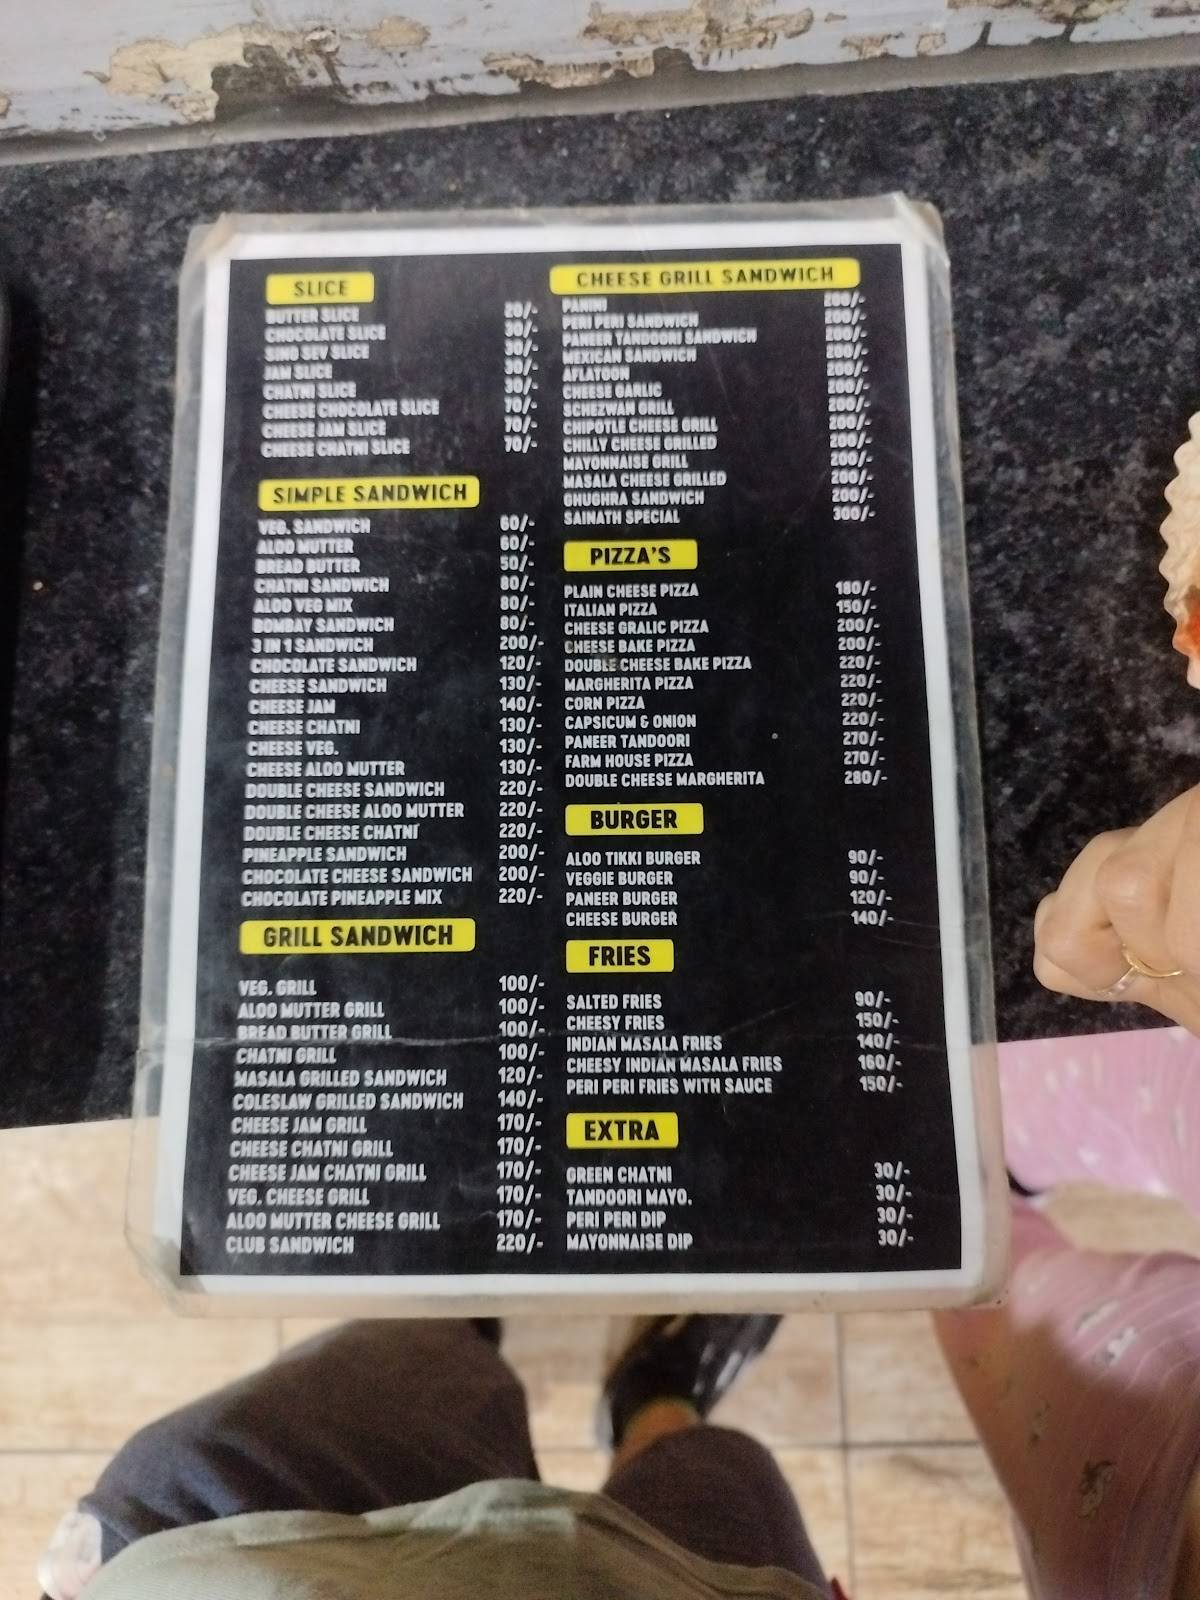 SLICE
BUTTER SLICE 20/-
CHOCOLATE SLICE 30/-
SING SEV SLICE 30/-
JAM SLICE 30/-
CHATNI SLICE 30/-
CHEESE CHOCOLATE SLICE 70/-
CHEESE JAM SLICE 70/-
CHEESE CHATNI SLICE 70/-
SIMPLE SANDWICH
VEG. SANDWICH 60/-
ALOO MUTTER 60/-
BREAD BUTTER 50/-
CHATNI SANDWICH 80/-
ALOO VEG MIX 80/-
BOMBAY SANDWICH 80/-
3 IN 1 SANDWICH 200/-
CHOCOLATE SANDWICH 120/-
CHEESE SANDWICH 130/-
CHEESE JAM 140/-
CHEESE CHATNI 130/-
CHEESE VEG. 130/-
CHEESE ALOO MUTTER 130/-
DOUBLE CHEESE SANDWICH 220/-
DOUBLE CHEESE ALOO MUTTER 220/-
DOUBLE CHEESE CHATNI 220/-
PINEAPPLE SANDWICH 200/-
CHOCOLATE CHEESE SANDWICH 200/-
CHOCOLATE PINEAPPLE MIX 220/-
GRILL SANDWICH
VEG. GRILL 100/-
ALOO MUTTER GRILL 100/-
BREAD BUTTER GRILL 100/-
CHATNI GRILL 100/-
MASALA GRILLED SANDWICH 120/-
COLESLAW GRILLED SANDWICH 140/-
CHEESE JAM GRILL 170/-
CHEESE CHATNI GRILL 170/-
CHEESE JAM CHATNI GRILL 170/-
VEG. CHEESE GRILL 170/-
ALOO MUTTER CHEESE GRILL 170/-
CLUB SANDWICH 220/-
CHEESE GRILL SANDWICH
PANINI 200/-
PERI PERI SANDWICH 200/-
PANEER TANDOORI SANDWICH
MEXICAN SANDWICH 200/-
AFLATOON 200/-
CHEESE GARLIC 200/-
SCHEZWAN GRILL 200/-
CHIPOTLE CHEESE GRILL 200/-
CHILLY CHEESE GRILLED 200/-
MAYONNAISE GRILL 200/-
MASALA CHEESE GRILLED 200/-
GHUGHRA SANDWICH 200/-
SAINATH SPECIAL 300/-
PIZZA'S
PLAIN CHEESE PIZZA 180/-
ITALIAN PIZZA 150/-
CHEESE GRALIC PIZZA 200/-
CHEESE BAKE PIZZA 200/-
DOUBLE CHEESE BAKE PIZZA 220/-
MARGHERITA PIZZA 220/-
CORN PIZZA 220/-
CAPSICUM & ONION 220/-
PANEER TANDOORI 270/-
FARM HOUSE PIZZA 270/-
DOUBLE CHEESE MARGHERITA 280/-
BURGER
ALOO TIKKI BURGER 90/-
VEGGIE BURGER 90/-
PANEER BURGER 120/-
CHEESE BURGER 140/-
FRIES
SALTED FRIES 90/-
CHEESY FRIES 150/-
INDIAN MASALA FRIES 140/-
CHEESY INDIAN MASALA FRIES 160/-
PERI PERI FRIES WITH SAUCE 150/-
EXTRA
GREEN CHATNI 30/-
TANDOORI MAYO. 30/-
PERI PERI DIP 30/-
MAYONNAISE DIP 30/-